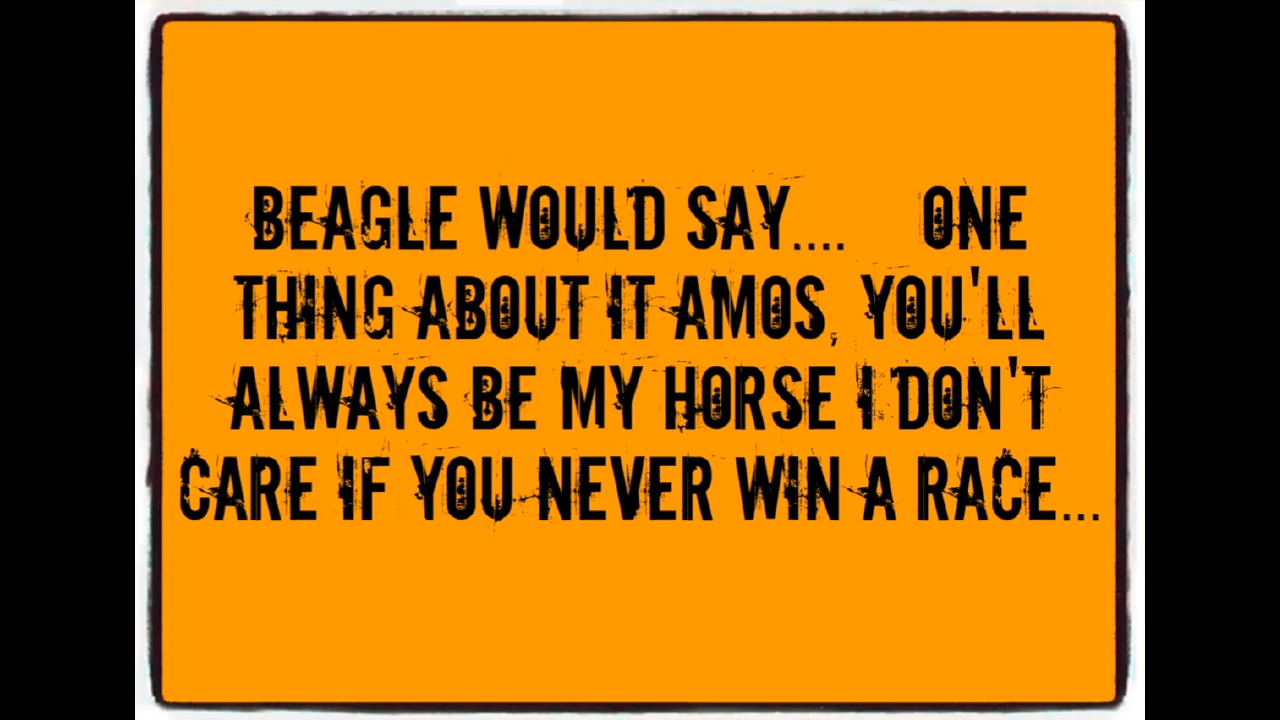 BEAGLE WOULD SAY.... ONE
THING ABOUT IT AMOS, YOU'LL
ALWAYS BE MY HORSE I DON'T
CARE IF YOU NEVER WIN A RACE...